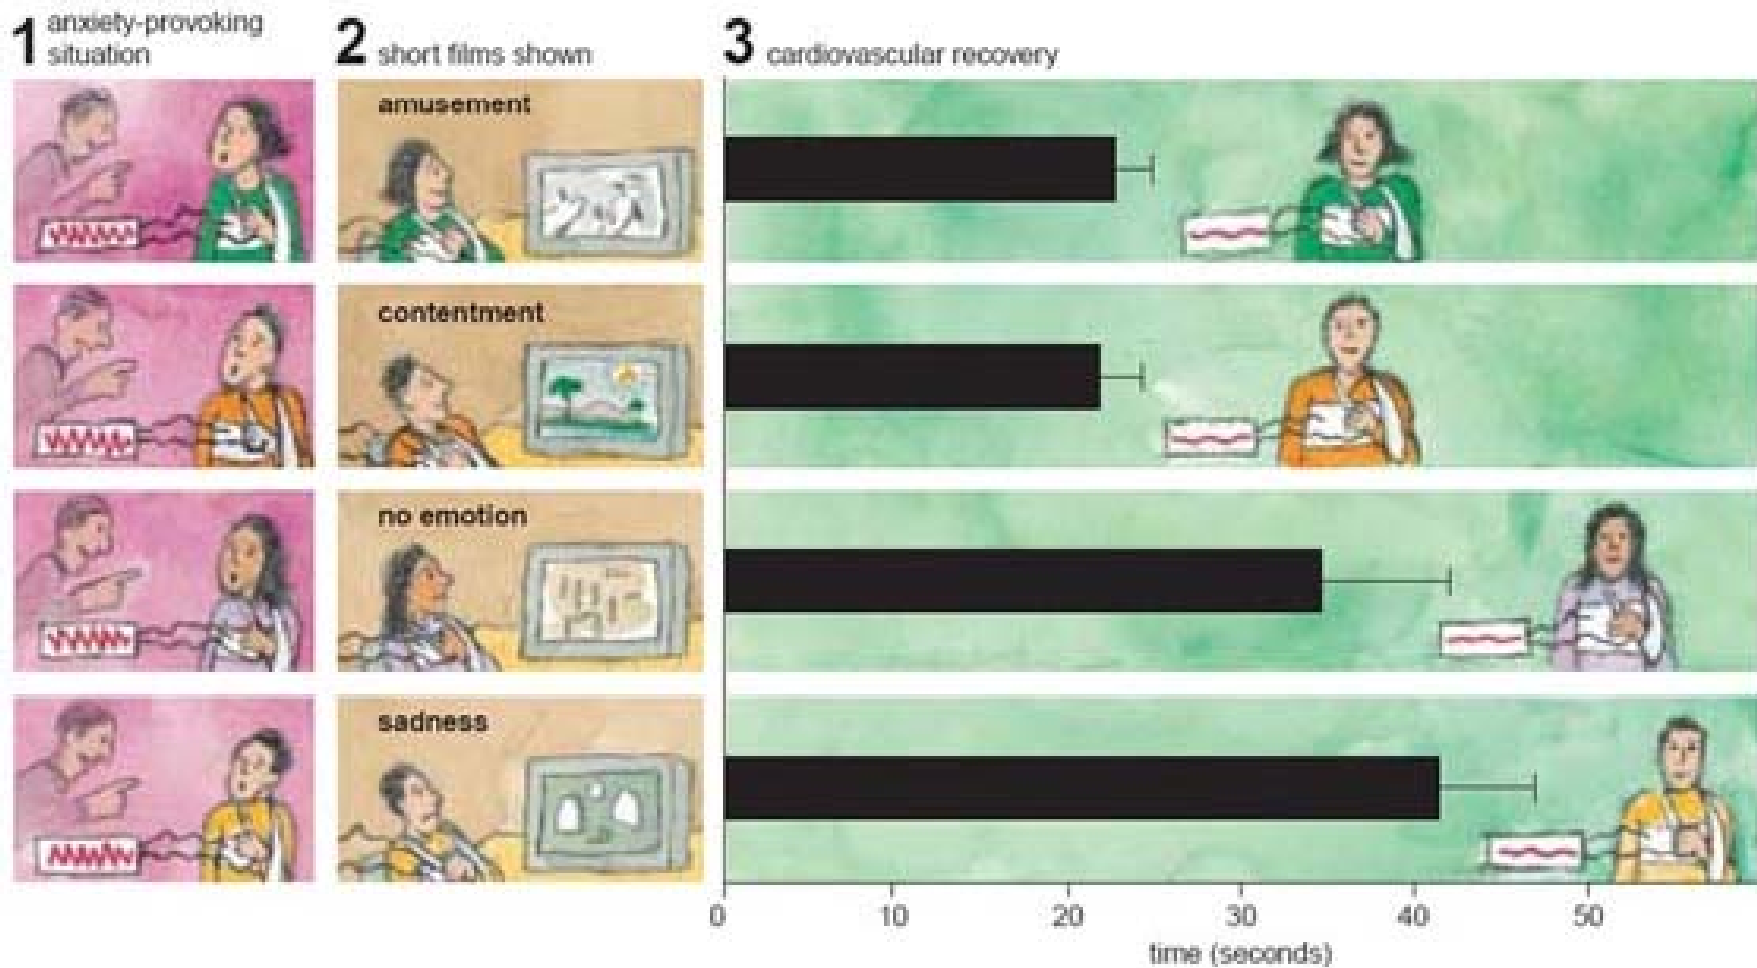 1 anxiety-provoking
situation
2 short films shown
3 cardiovascular recovery
amusement
contentment
no emotion
sadness
0 10 20 30 40 50
time (seconds)